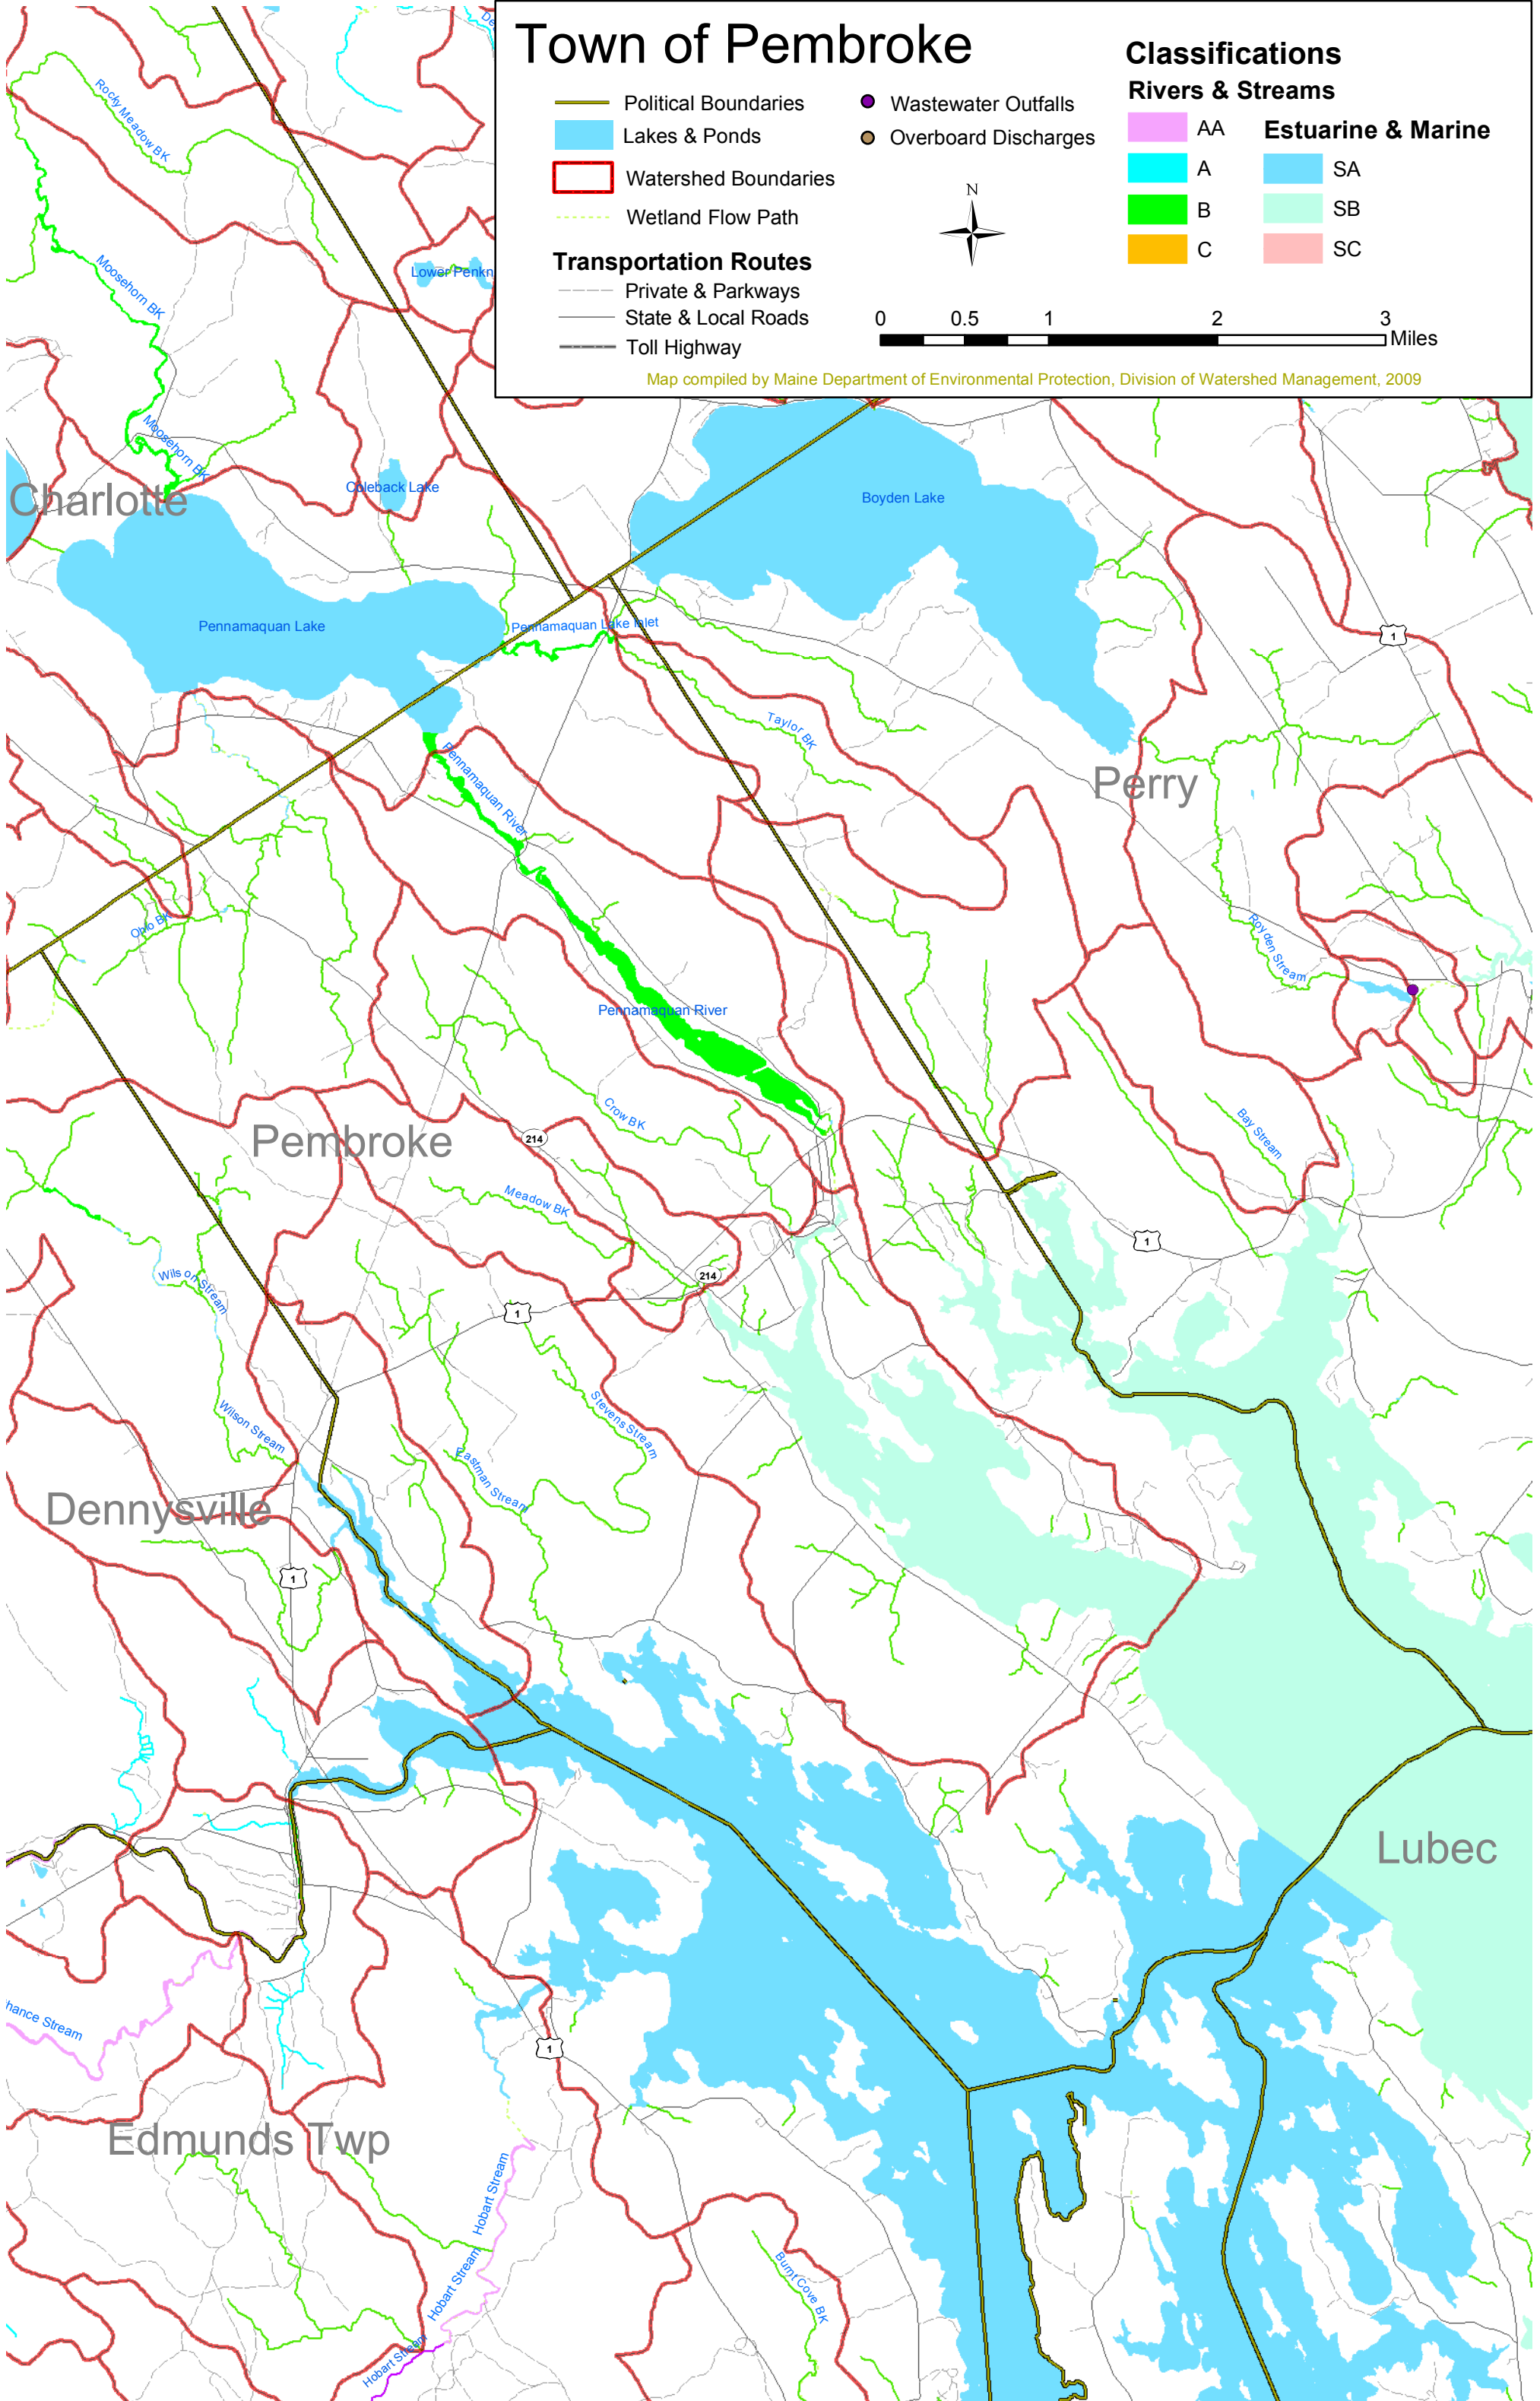 Town of Pembroke
Political Boundaries
Lakes & Ponds
Watershed Boundaries
Wetland Flow Path
Transportation Routes
Private & Parkways
State & Local Roads
Toll Highway
Wastewater Outfalls
Overboard Discharges
N
Classifications
Rivers & Streams
AA
A
B
C
Estuarine & Marine
SA
SB
SC
0 0.5 1 2 3
Miles
Map compiled by Maine Department of Environmental Protection, Division of Watershed Management, 2009
Rocky Meadow BK
Moosehorn BK
Lower Penkn
Moosehorn BK
Charlotte
Coleback Lake
Boyden Lake
Pennamaquan Lake
Pennamaquan Lake Inlet
1
Taylor BK
Pennamaquan River
Perry
Ohio BK
Royden Stream
Pennamaquan River
Crow BK
Bay Stream
Pembroke
214
Meadow BK
1
Wilson Stream
214
1
Wilson Stream
Stevens Stream
Eastman Stream
Dennysville
1
Lubec
hance Stream
1
Edmunds Twp
Hobart Stream
Hobart Stream
Burnt Cove BK
Hobart Stream